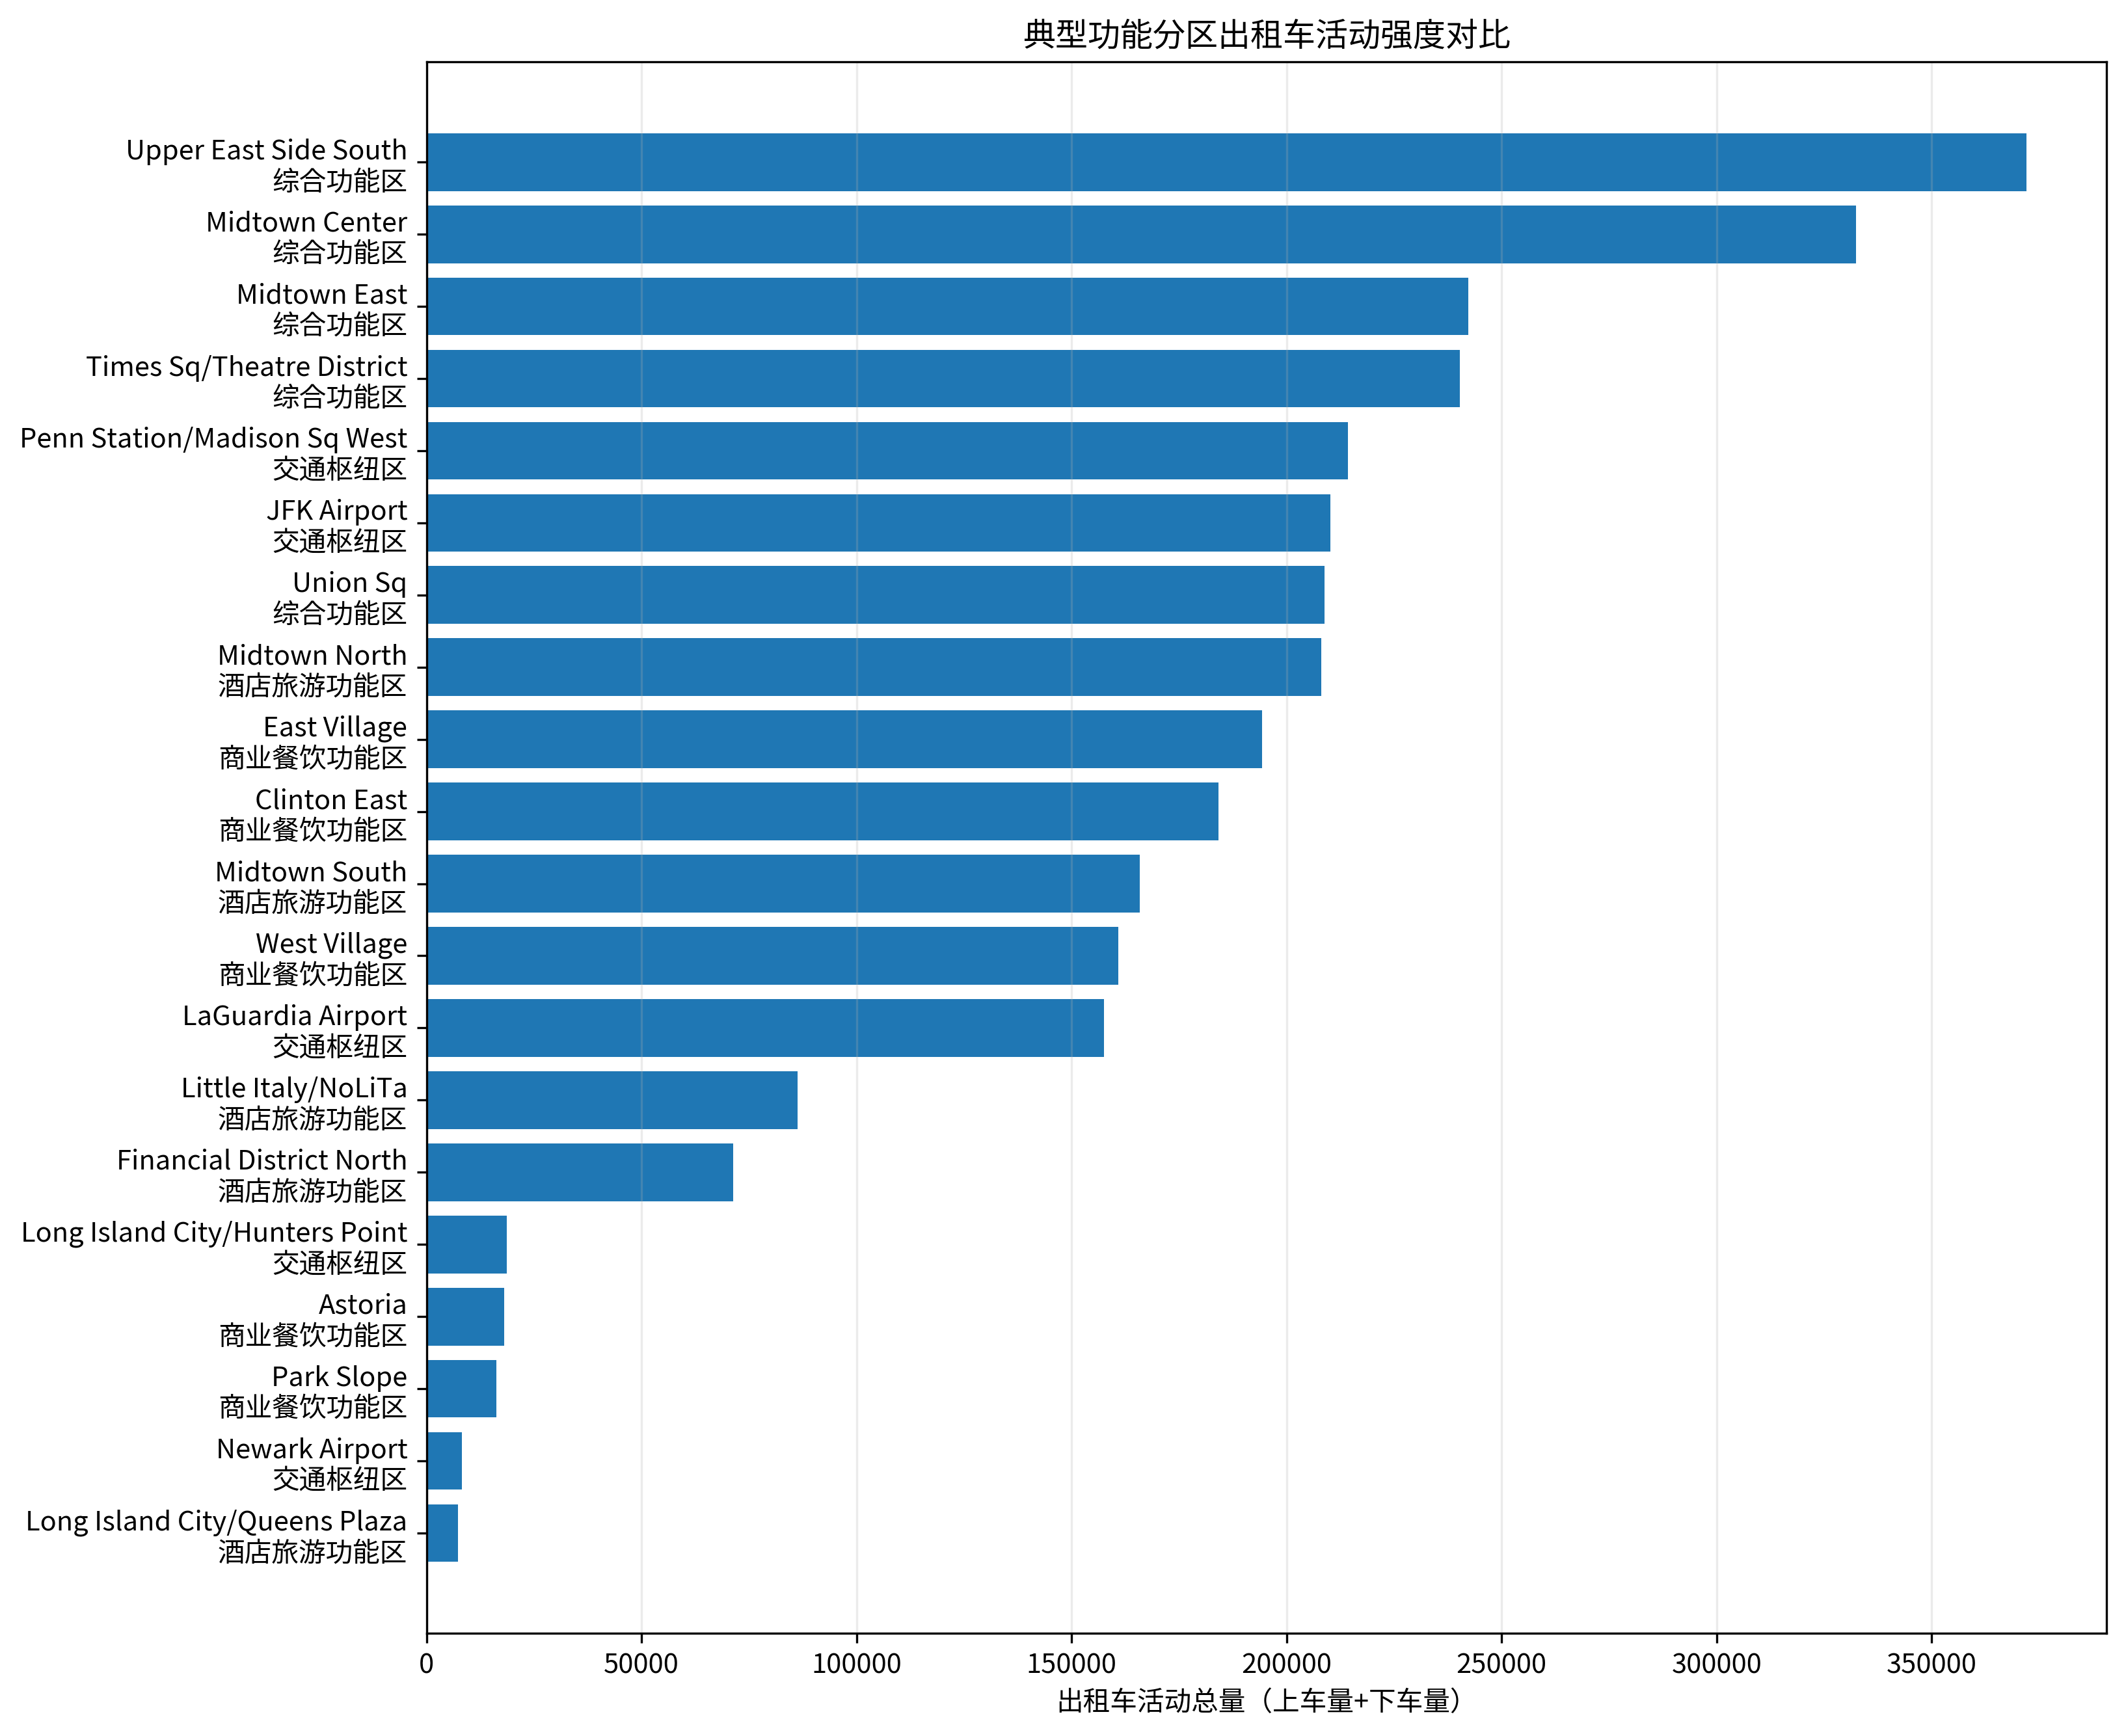 典型功能分区出租车活动强度对比
Upper East Side South
综合功能区
Midtown Center
综合功能区
Midtown East
综合功能区
Times Sq/Theatre District
综合功能区
Penn Station/Madison Sq West
交通枢纽区
JFK Airport
交通枢纽区
Union Sq
综合功能区
Midtown North
酒店旅游功能区
East Village
商业餐饮功能区
Clinton East
商业餐饮功能区
Midtown South
酒店旅游功能区
West Village
商业餐饮功能区
LaGuardia Airport
交通枢纽区
Little Italy/NoLiTa
酒店旅游功能区
Financial District North
酒店旅游功能区
Long Island City/Hunters Point
交通枢纽区
Astoria
商业餐饮功能区
Park Slope
商业餐饮功能区
Newark Airport
交通枢纽区
Long Island City/Queens Plaza
酒店旅游功能区
0 50000 100000 150000 200000 250000 300000 350000
出租车活动总量（上车量+下车量）